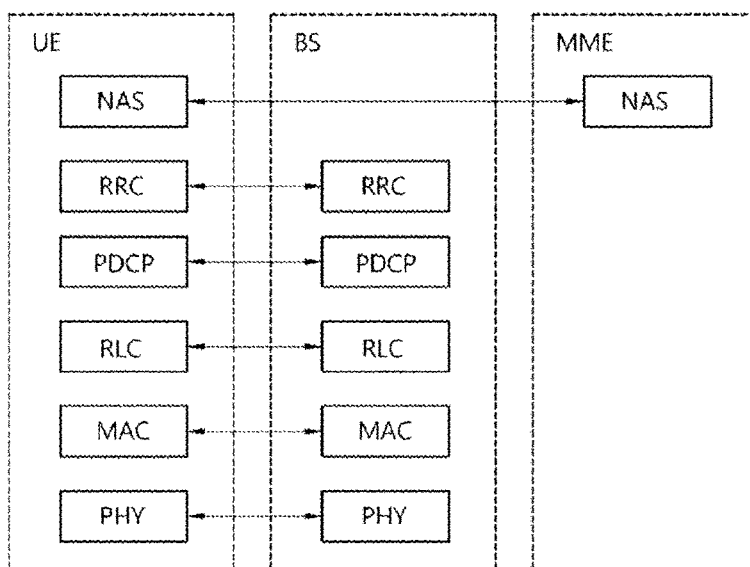 UE BS MME
NAS NAS
RRC RRC
PDCP PDCP
RLC RLC
MAC MAC
PHY PHY